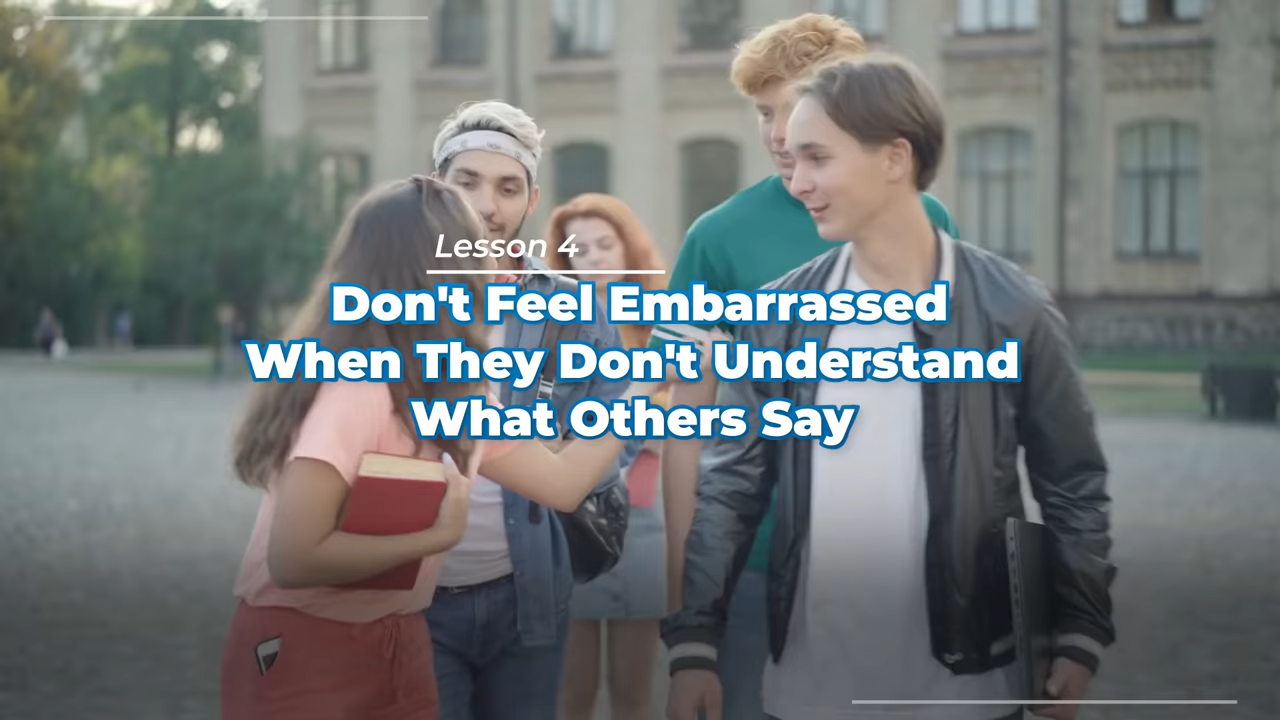 Lesson 4
Don't Feel Embarrassed
When They Don't Understand
What Others Say